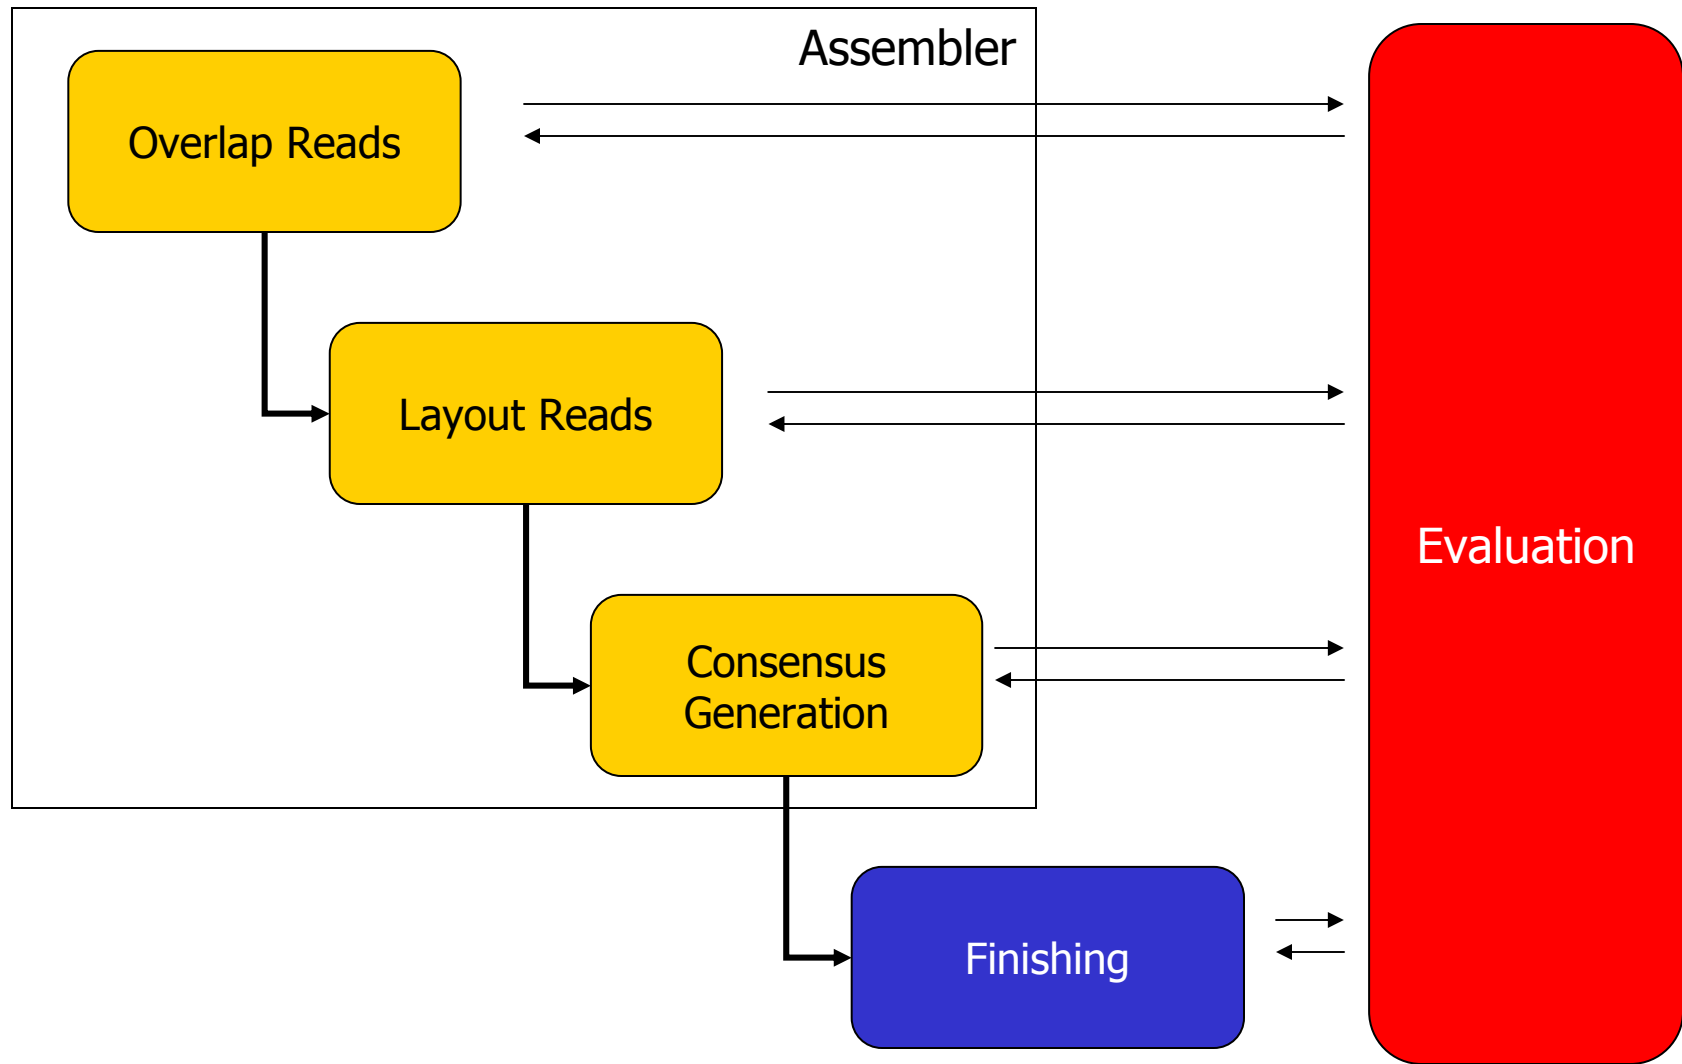 Assembler
Overlap Reads
Layout Reads
Evaluation
Consensus
Generation
Finishing